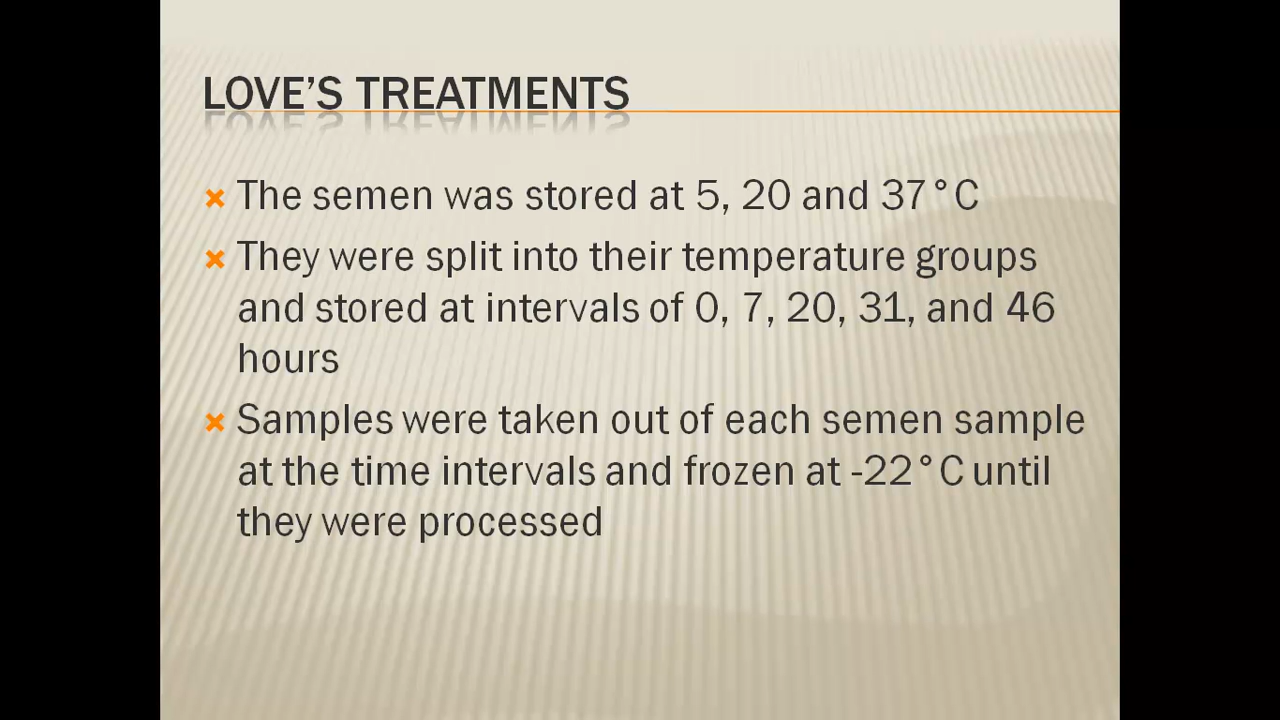 LOVE'S TREATMENTS
The semen was stored at 5, 20 and 37°C
They were split into their temperature groups
and stored at intervals of 0, 7, 20, 31, and 46
hours
Samples were taken out of each semen sample
at the time intervals and frozen at -22°C until
they were processed